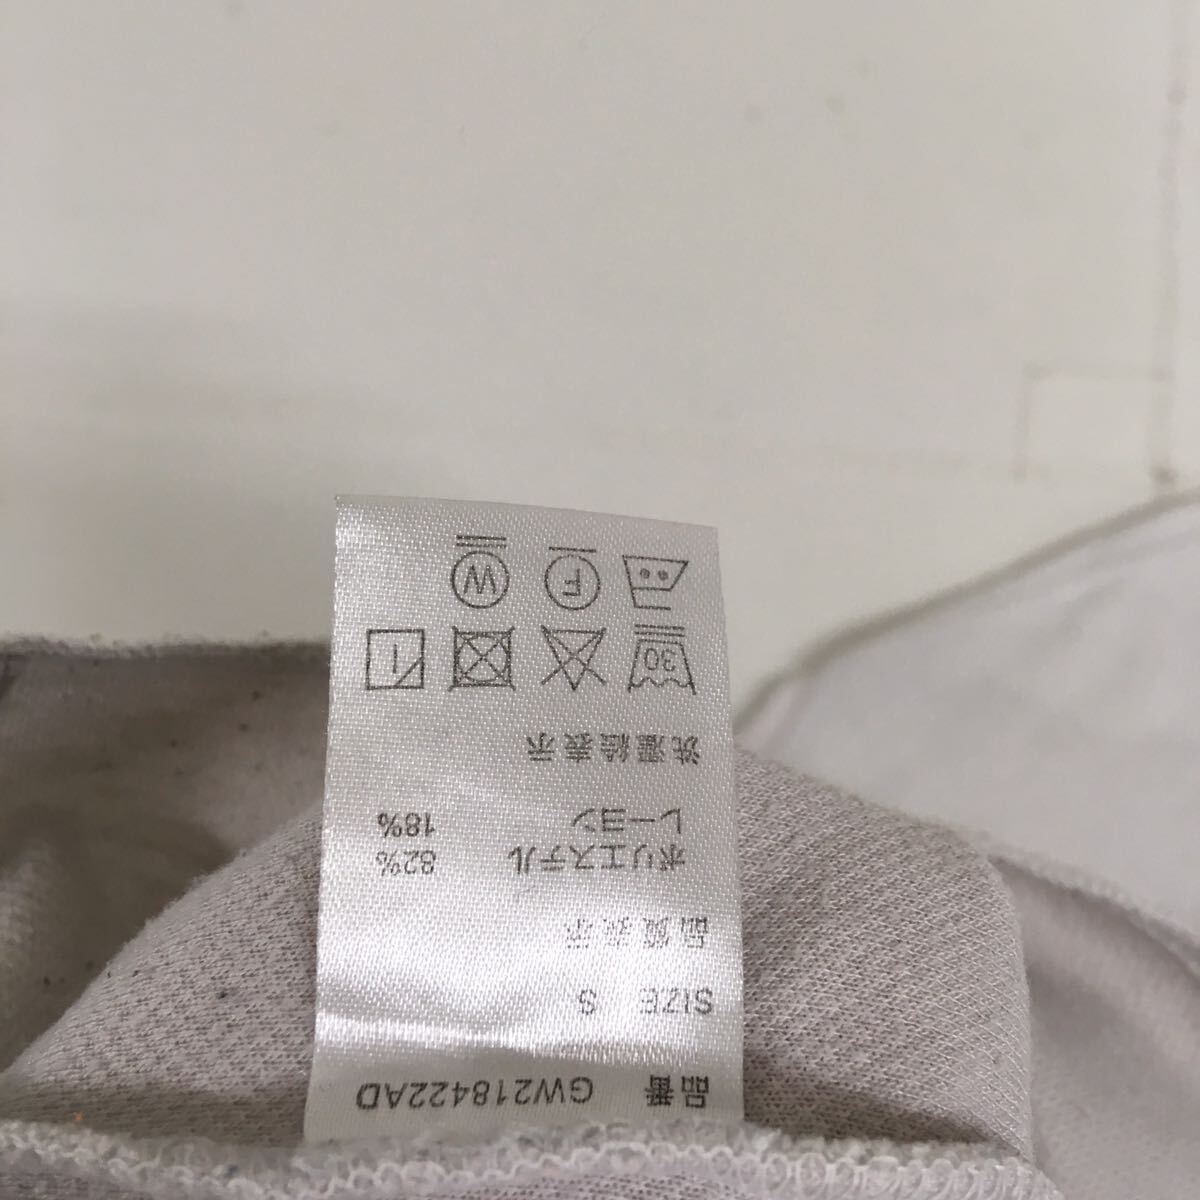 品番 GW218422AD
SIZE S
品質表示
ポリエステル 82%
レーヨン 18%
洗濯絵表示
30
F W